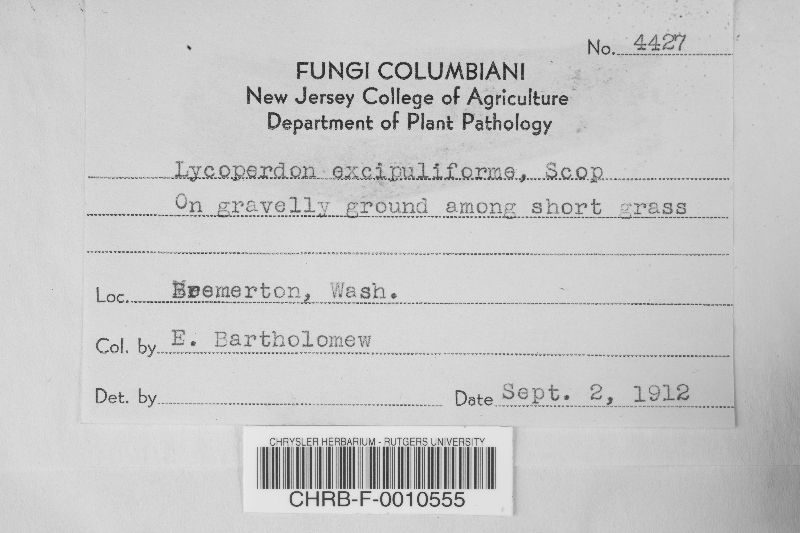 No. 4427
FUNGI COLUMBIANI
New Jersey College of Agriculture
Department of Plant Pathology
Lycoperdon excipuliforme, Scop
On gravelly ground among short grass
Loc. Bremerton, Wash.
Col. by E. Bartholomew
Det. by
Date Sept. 2, 1912
CHRYSLER HERBARIUM - RUTGERS UNIVERSITY
CHRB-F-0010555